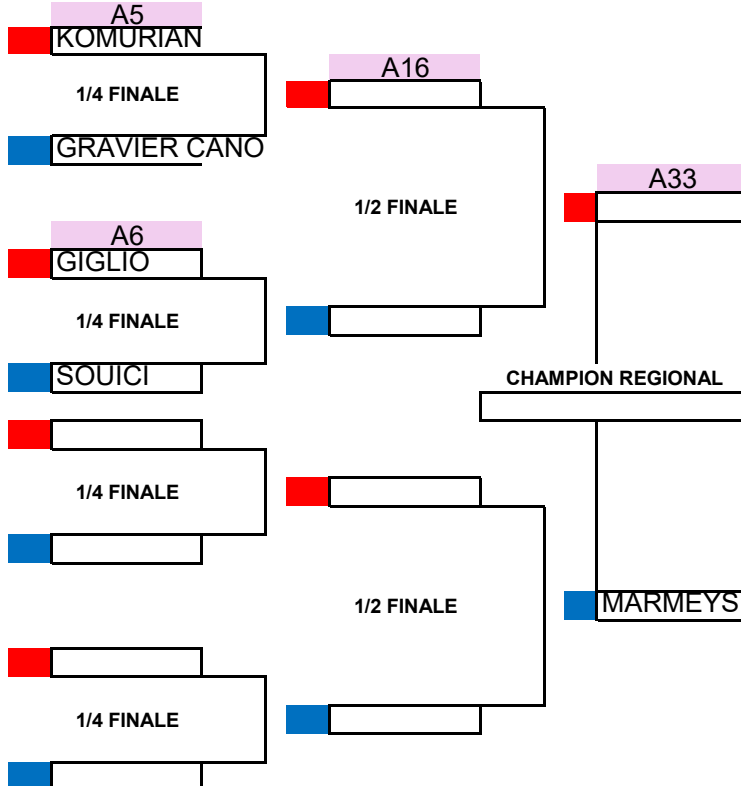 A5
KOMURIAN
1/4 FINALE
GRAVIER CANO
A6
GIGLIO
1/4 FINALE
SOUICI
1/4 FINALE
1/4 FINALE
A16
1/2 FINALE
1/2 FINALE
A33
CHAMPION REGIONAL
MARMEYS